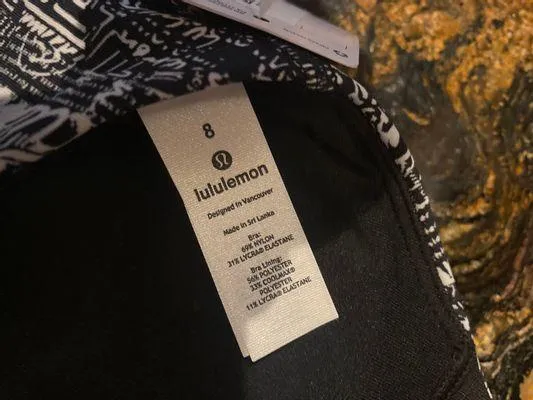 8
lululemon
Designed in Vancouver
Made in Sri Lanka
Bra:
69% NYLON
31% LYCRA® ELASTANE
Bra Lining:
56% POLYESTER
33% COOLMAX®
POLYESTER
11% LYCRA® ELASTANE